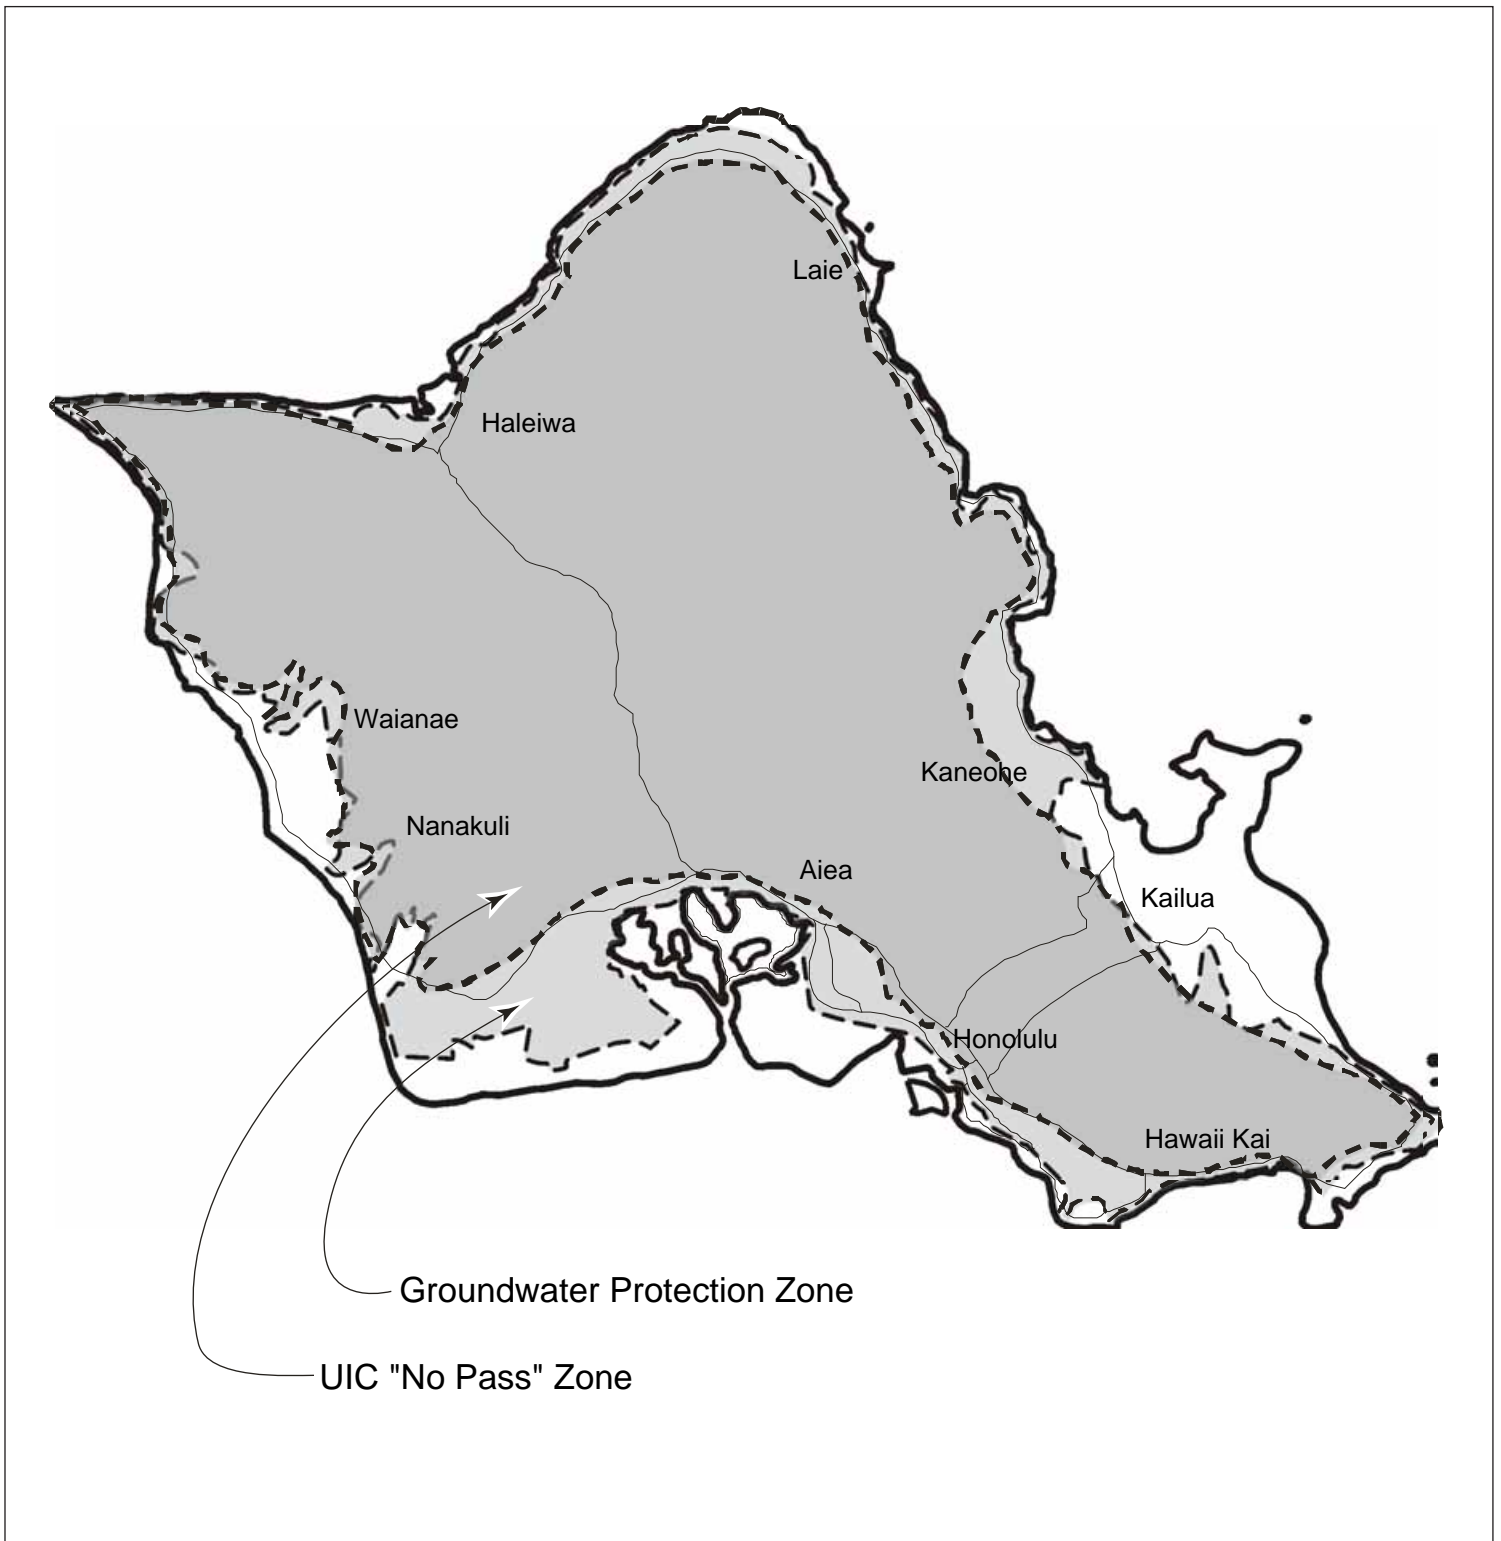 Laie
Haleiwa
Waianae
Kaneohe
Nanakuli
Aiea
Kailua
Honolulu
Hawaii Kai
Groundwater Protection Zone
UIC "No Pass" Zone